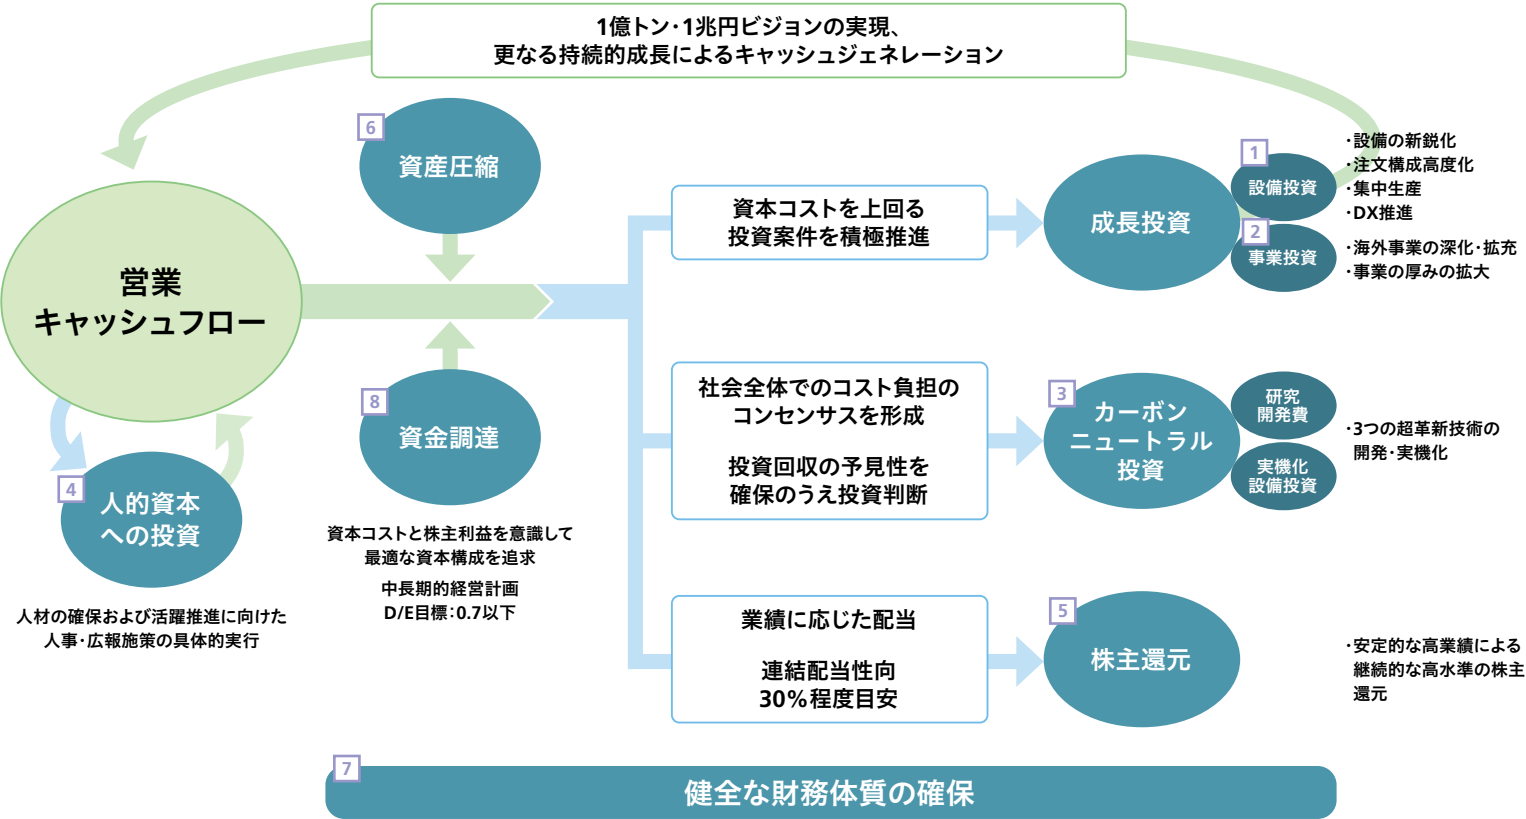 1億トン・1兆円ビジョンの実現、
更なる持続的成長によるキャッシュジェネレーション
営業
キャッシュフロー
4
人的資本
への投資
人材の確保および活躍推進に向けた
人事・広報施策の具体的実行
6
資産圧縮
8
資金調達
資本コストと株主利益を意識して
最適な資本構成を追求
中長期的経営計画
D/E目標：0.7以下
資本コストを上回る
投資案件を積極推進
成長投資
1
設備投資
・設備の新鋭化
・注文構成高度化
・集中生産
・DX推進
2
事業投資
・海外事業の深化・拡充
・事業の厚みの拡大
社会全体でのコスト負担の
コンセンサスを形成
投資回収の予見性を
確保のうえ投資判断
3
カーボン
ニュートラル
投資
研究
開発費
実機化
設備投資
・3つの超革新技術の
開発・実機化
業績に応じた配当
連結配当性向
30％程度目安
5
株主還元
・安定的な高業績による
継続的な高水準の株主
還元
7
健全な財務体質の確保